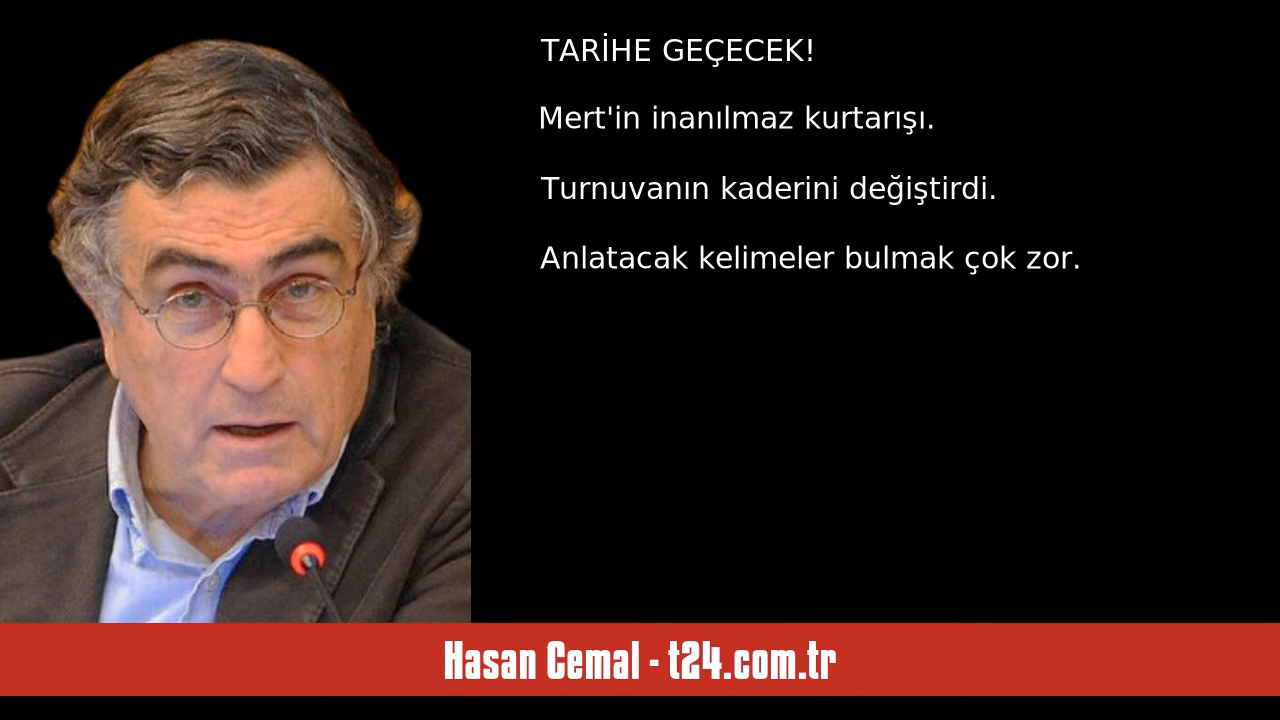 TARİHE GEÇECEK!
Mert'in inanılmaz kurtarışı.
Turnuvanın kaderini değiştirdi.
Anlatacak kelimeler bulmak çok zor.
Hasan Cemal - t24.com.tr